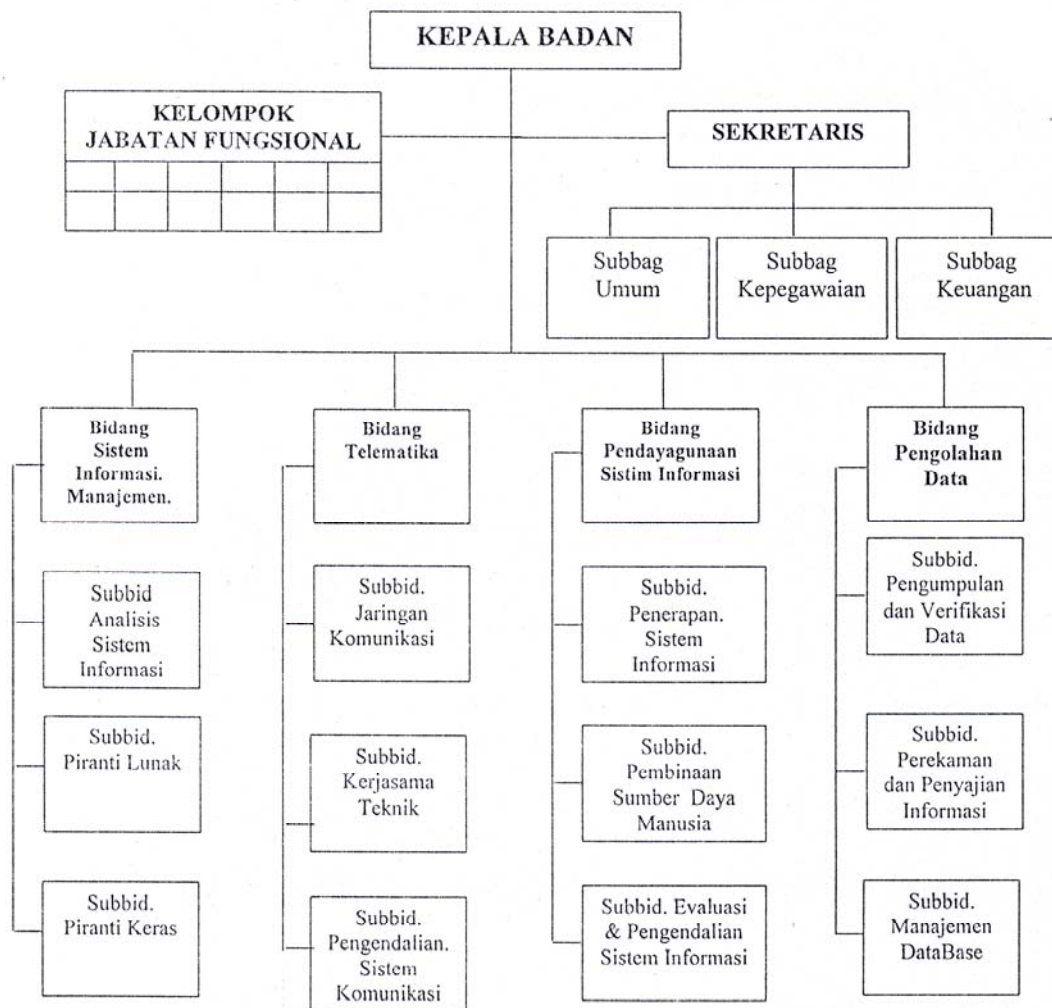 KEPALA BADAN
KELOMPOK
JABATAN FUNGSIONAL
SEKRETARIS
Subbag
Umum
Subbag
Kepegawaian
Subbag
Keuangan
Bidang
Sistem
Informasi.
Manajemen.
Bidang
Telematika
Bidang
Pendayagunaan
Sistim Informasi
Bidang
Pengolahan
Data
Subbid
Analisis
Sistem
Informasi
Subbid.
Jaringan
Komunikasi
Subbid.
Penerapan.
Sistem
Informasi
Subbid.
Pengumpulan
dan Verifikasi
Data
Subbid.
Piranti Lunak
Subbid.
Kerjasama
Teknik
Subbid.
Pembinaan
Sumber Daya
Manusia
Subbid.
Perekaman
dan Penyajian
Informasi
Subbid.
Piranti Keras
Subbid.
Pengendalian.
Sistem
Komunikasi
Subbid. Evaluasi
& Pengendalian
Sistem Informasi
Subbid.
Manajemen
DataBase